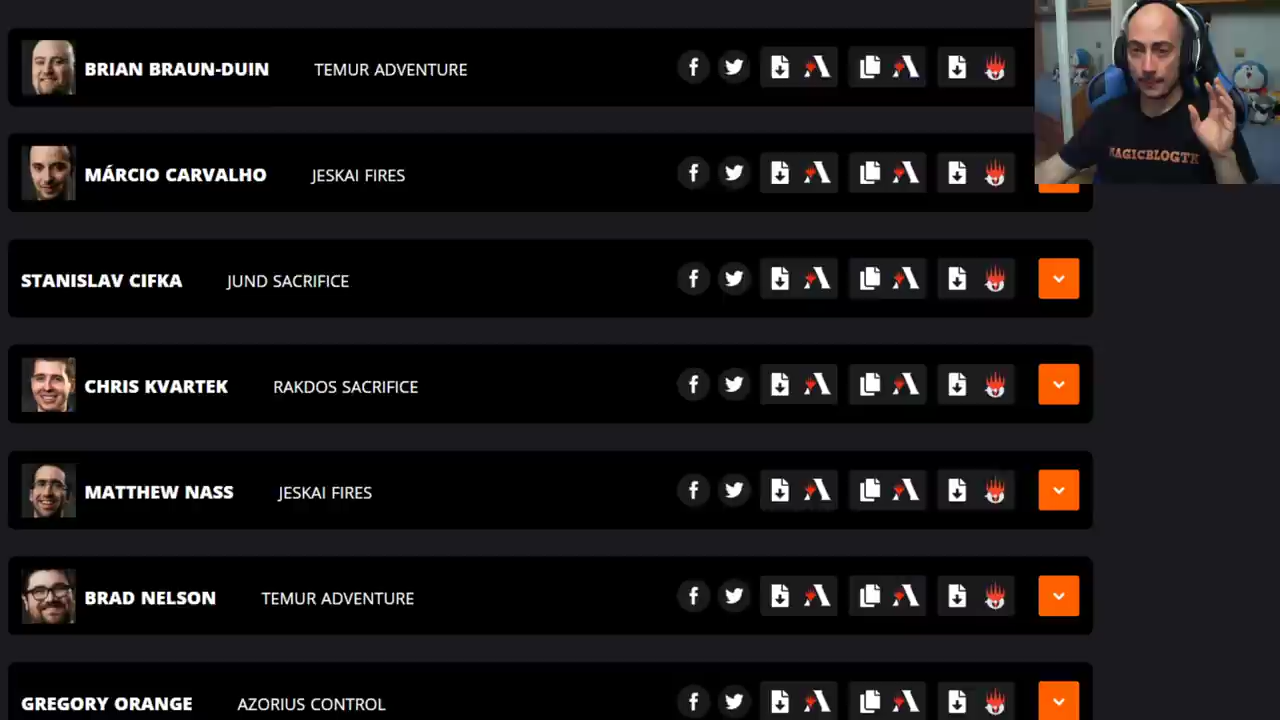 BRIAN BRAUN-DUIN TEMUR ADVENTURE
MÁRCIO CARVALHO JESKAI FIRES
STANISLAV CIFKA JUND SACRIFICE
CHRIS KVARTEK RAKDOS SACRIFICE
MATTHEW NASS JESKAI FIRES
BRAD NELSON TEMUR ADVENTURE
GREGORY ORANGE AZORIUS CONTROL